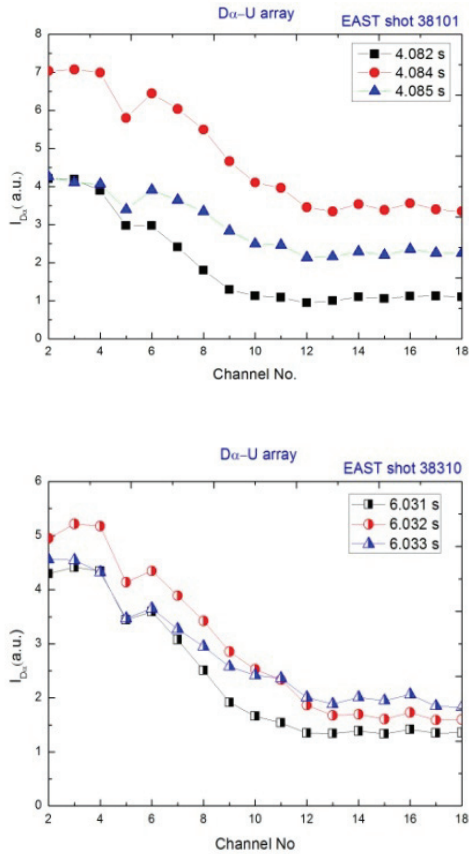 Dα-U array
EAST shot 38101
4.082 s
4.084 s
4.085 s
8
7
6
5
4
3
2
1
0
I Dα ( a.u.)
2 4 6 8 10 12 14 16 18
Channel No.
Dα-U array
EAST shot 38310
6.031 s
6.032 s
6.033 s
6
5
4
3
2
1
0
I Dα (a.u.)
2 4 6 8 10 12 14 16 18
Channel No